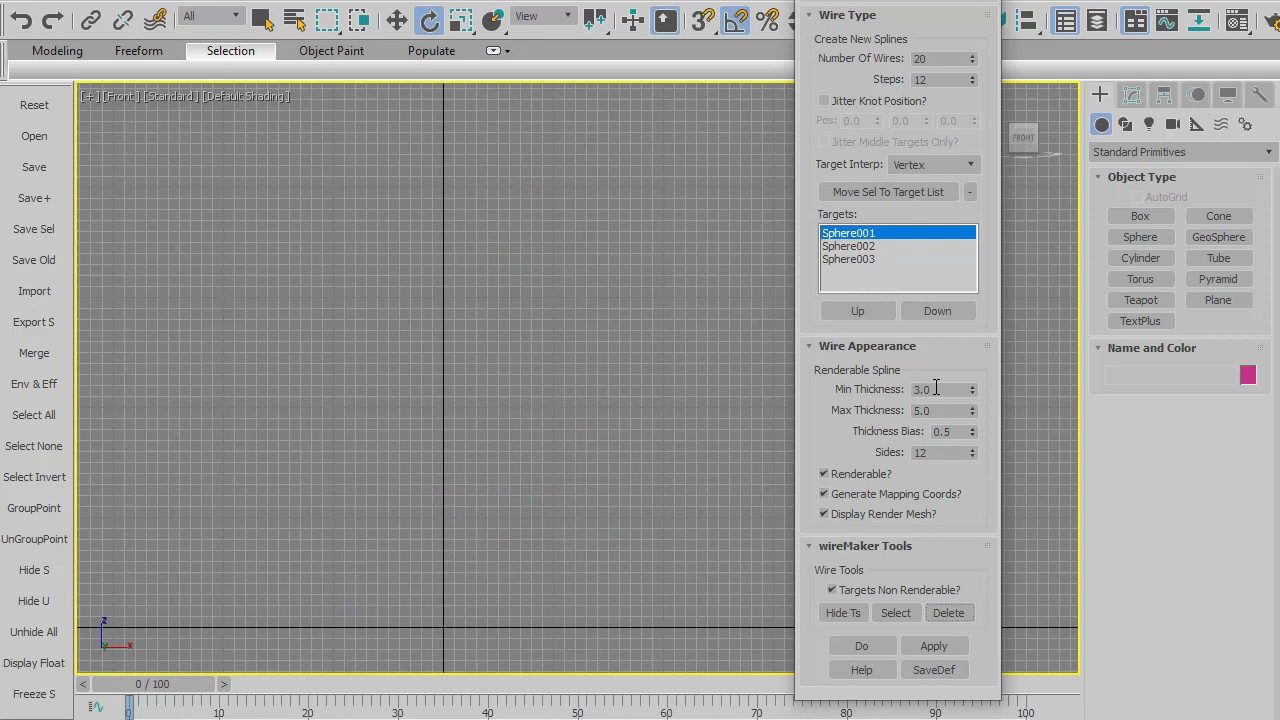 All
View
Modeling Freeform Selection Object Paint Populate
[+] [Front] [Standard] [Default Shading]
Reset
Open
Save
Save+
Save Sel
Save Old
Import
Export S
Merge
Env & Eff
Select All
Select None
Select Invert
GroupPoint
UnGroupPoint
Hide S
Hide U
Unhide All
Display Float
Freeze S
z
y x
< 0 / 100 >
0 10 20 30 40 50 60 70 80 90 100
Wire Type
Create New Splines
Number Of Wires: 20
Steps: 12
Jitter Knot Position?
Pos: 0.0 0.0 0.0
Jitter Middle Targets Only?
Target Interp: Vertex
Move Sel To Target List -
Targets:
Sphere001
Sphere002
Sphere003
Up Down
Wire Appearance
Renderable Spline
Min Thickness: 3.0
Max Thickness: 5.0
Thickness Bias: 0.5
Sides: 12
Renderable?
Generate Mapping Coords?
Display Render Mesh?
wireMaker Tools
Wire Tools
Targets Non Renderable?
Hide Ts Select Delete
Do Apply
Help SaveDef
FRONT
Standard Primitives
Object Type
AutoGrid
Box Cone
Sphere GeoSphere
Cylinder Tube
Torus Pyramid
Teapot Plane
TextPlus
Name and Color